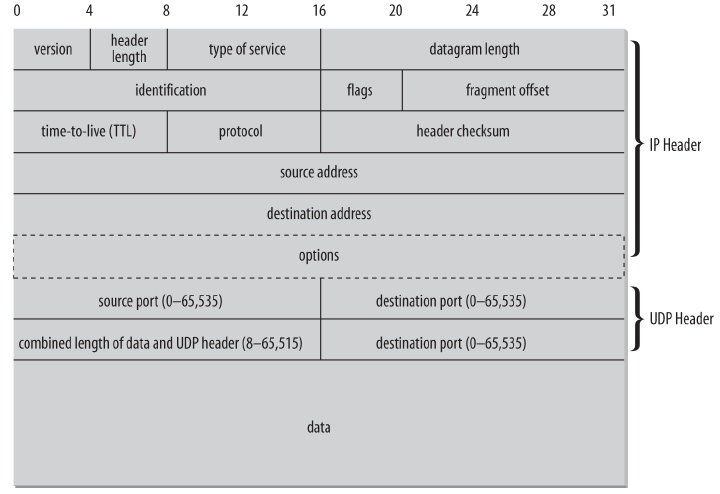 0 4 8 12 16 20 24 28 31
version header length type of service datagram length
identification flags fragment offset
time-to-live (TTL) protocol header checksum
IP Header
source address
destination address
options
source port (0–65,535) destination port (0–65,535)
UDP Header
combined length of data and UDP header (8–65,515) destination port (0–65,535)
data